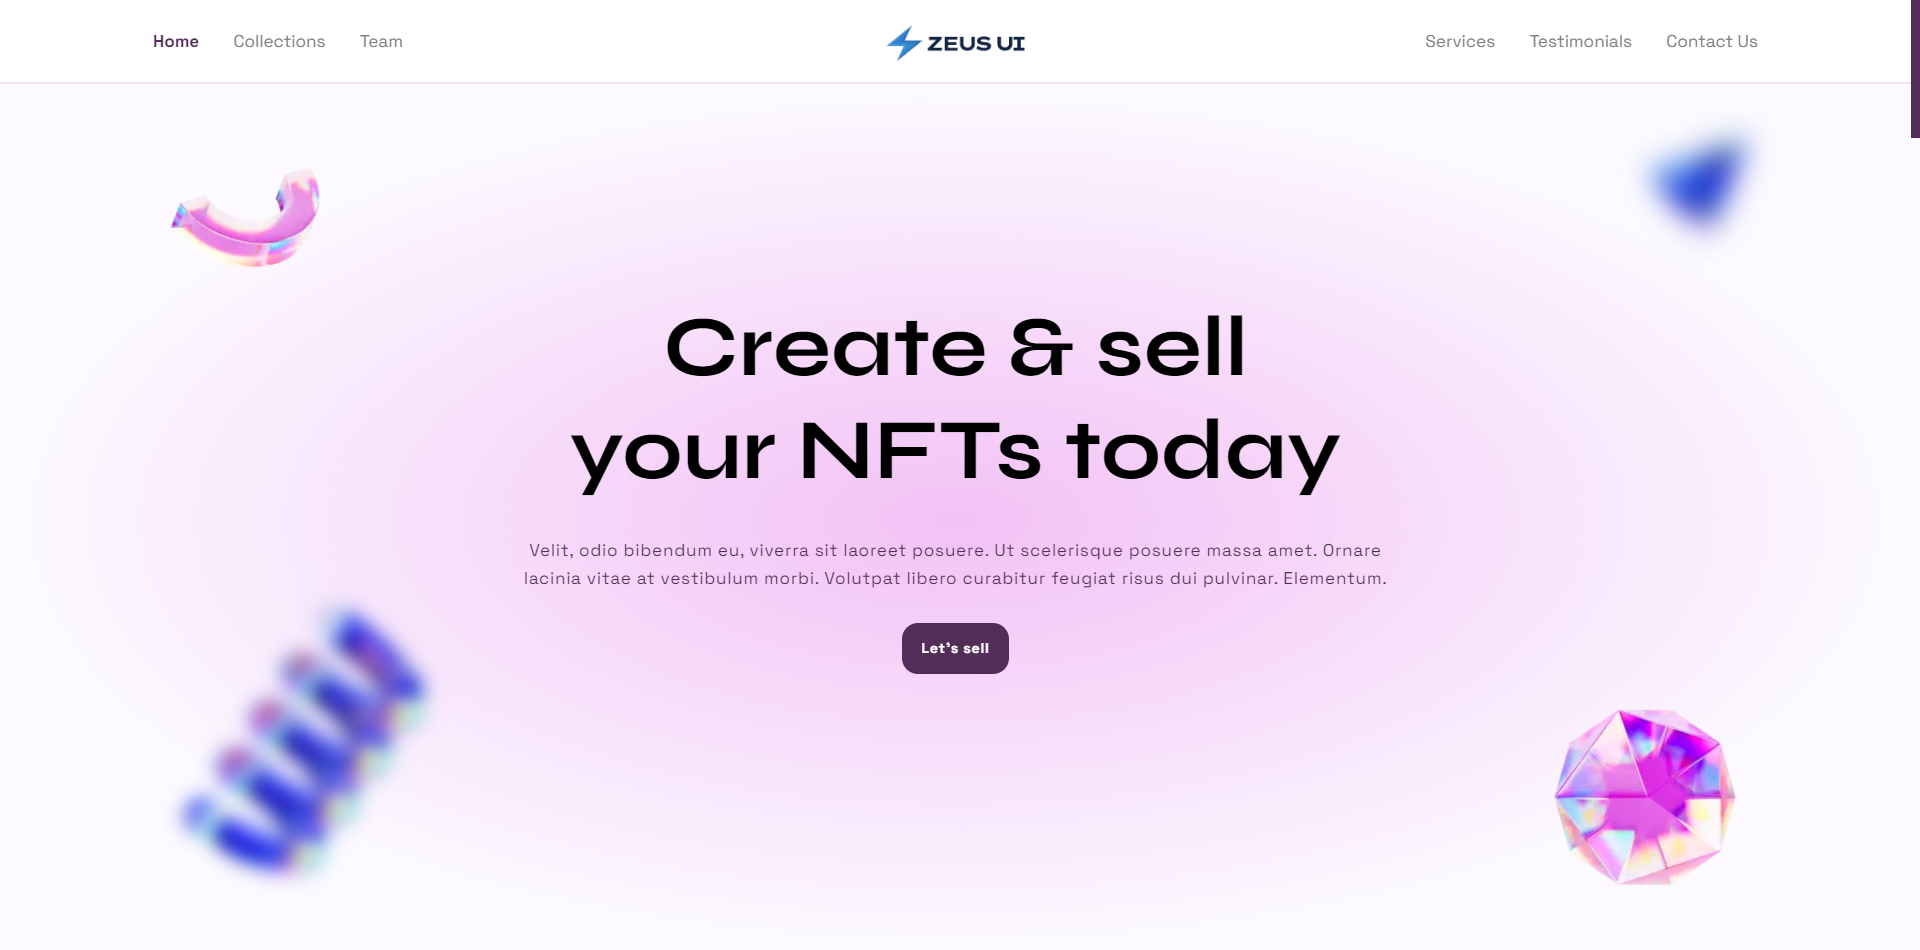 Home Collections Team ZEUS UI Services Testimonials Contact Us
Create & sell
your NFTs today
Velit, odio bibendum eu, viverra sit laoreet posuere. Ut scelerisque posuere massa amet. Ornare
lacinia vitae at vestibulum morbi. Volutpat libero curabitur feugiat risus dui pulvinar. Elementum.
Let's sell